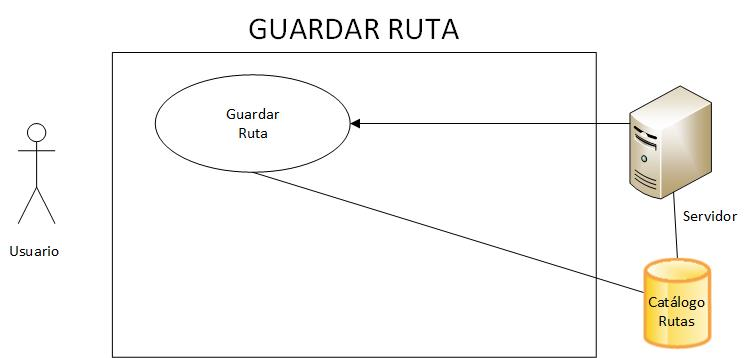 GUARDAR RUTA
Guardar
Ruta
Usuario
Servidor
Catálogo
Rutas